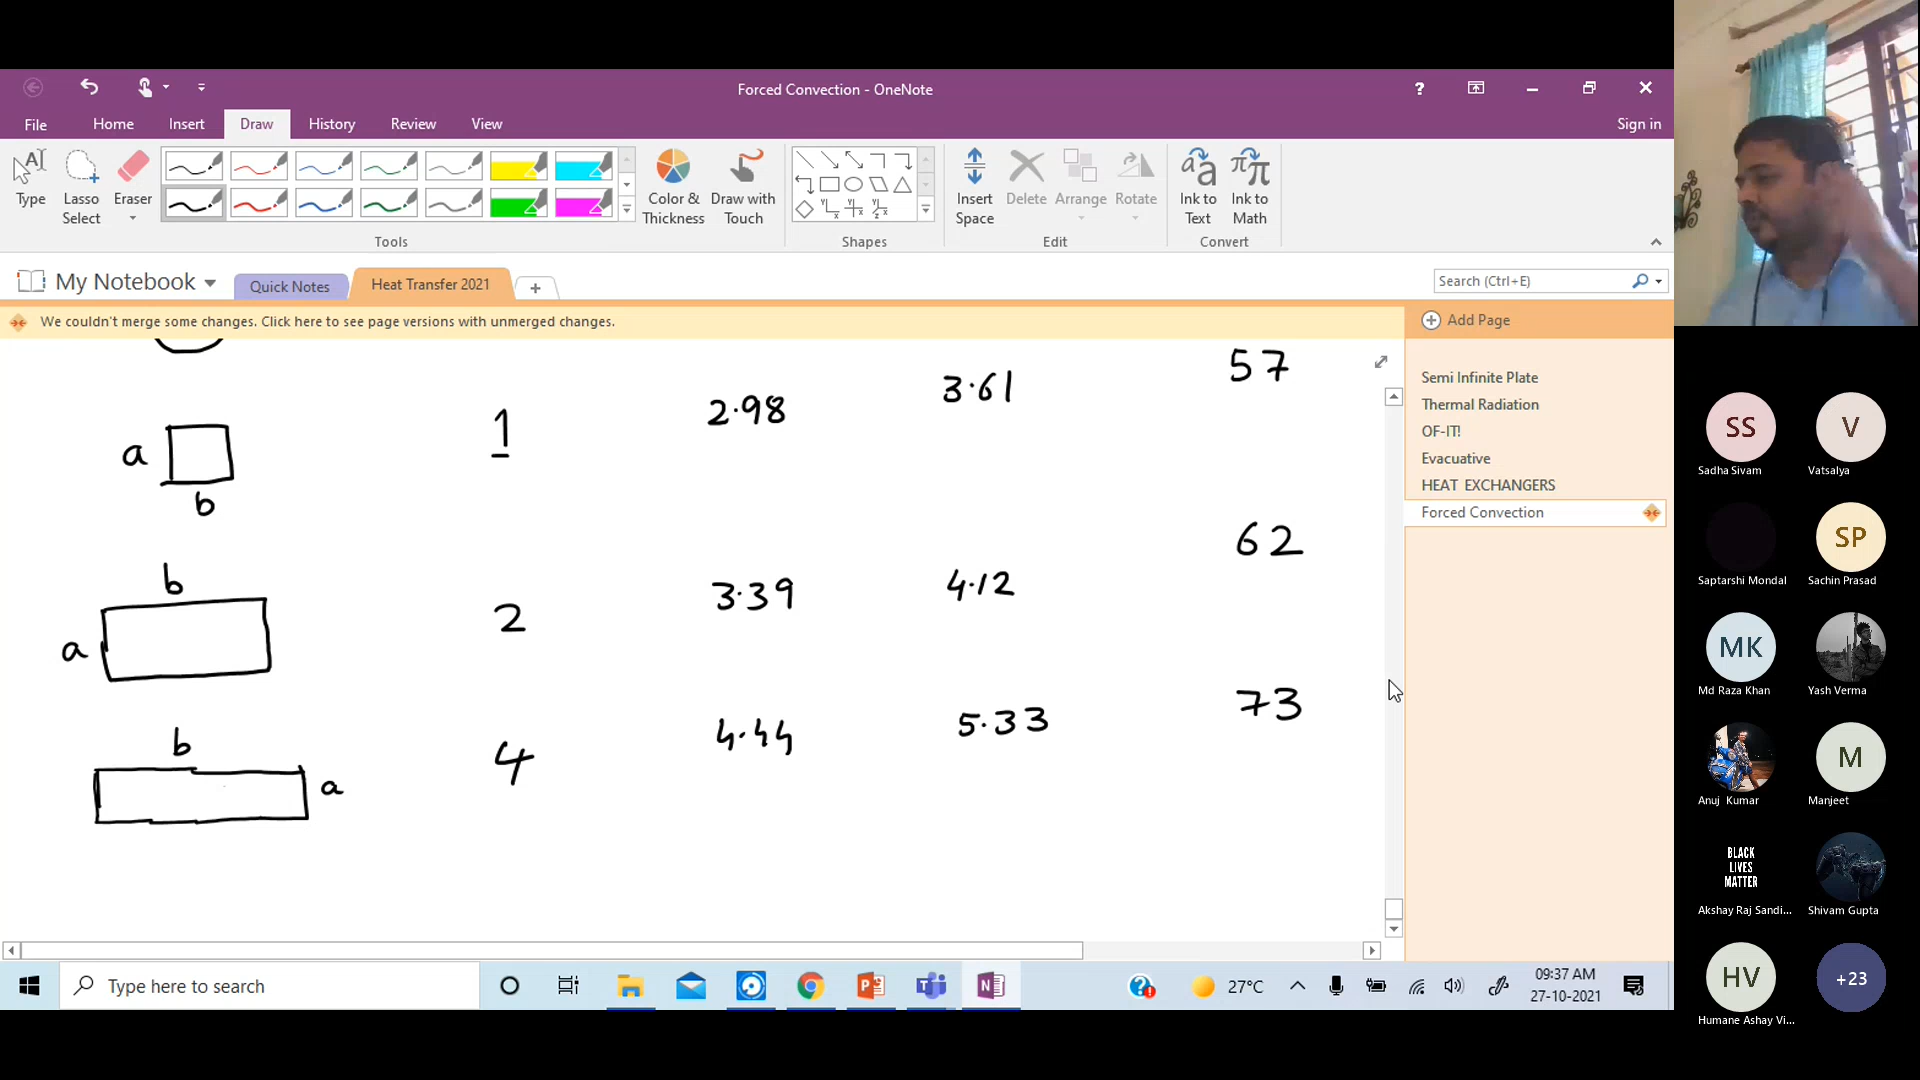 Forced Convection - OneNote
?
File
Home
Insert
Draw
History
Review
View
Sign in
Type
Lasso
Select
Eraser
Color &
Thickness
Draw with
Touch
Insert
Space
Delete
Arrange
Rotate
Ink to
Text
Ink to
Math
Tools
Shapes
Edit
Convert
My Notebook
Quick Notes
Heat Transfer 2021
Search (Ctrl+E)
We couldn't merge some changes. Click here to see page versions with unmerged changes.
Add Page
Semi Infinite Plate
Thermal Radiation
OF-IT!
Evacuative
HEAT EXCHANGERS
Forced Convection
57
a
b
1
2.98
3.61
b
a
2
3.39
4.12
62
b
a
4
4.44
5.33
73
Type here to search
27°C
09:37 AM
27-10-2021
SS
Sadha Sivam
V
Vatsalya
Saptarshi Mondal
SP
Sachin Prasad
MK
Md Raza Khan
Yash Verma
Anuj Kumar
M
Manjeet
BLACK
LIVES
MATTER
Akshay Raj Sandi...
Shivam Gupta
HV
Humane Ashay Vi...
+23